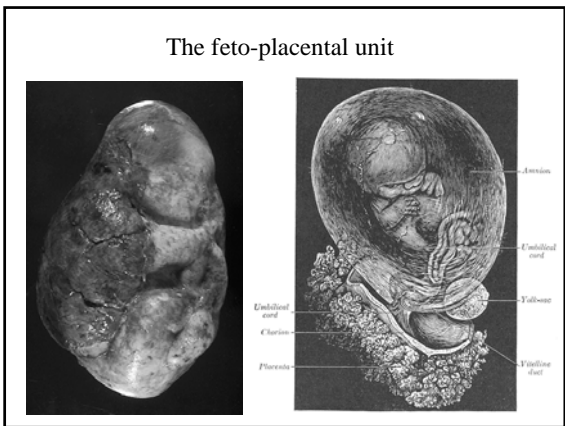 The feto-placental unit
Amnion
Umbilical
cord
Yolk-sac
Umbilical
cord
Chorion
Placenta
Vitelline
duct